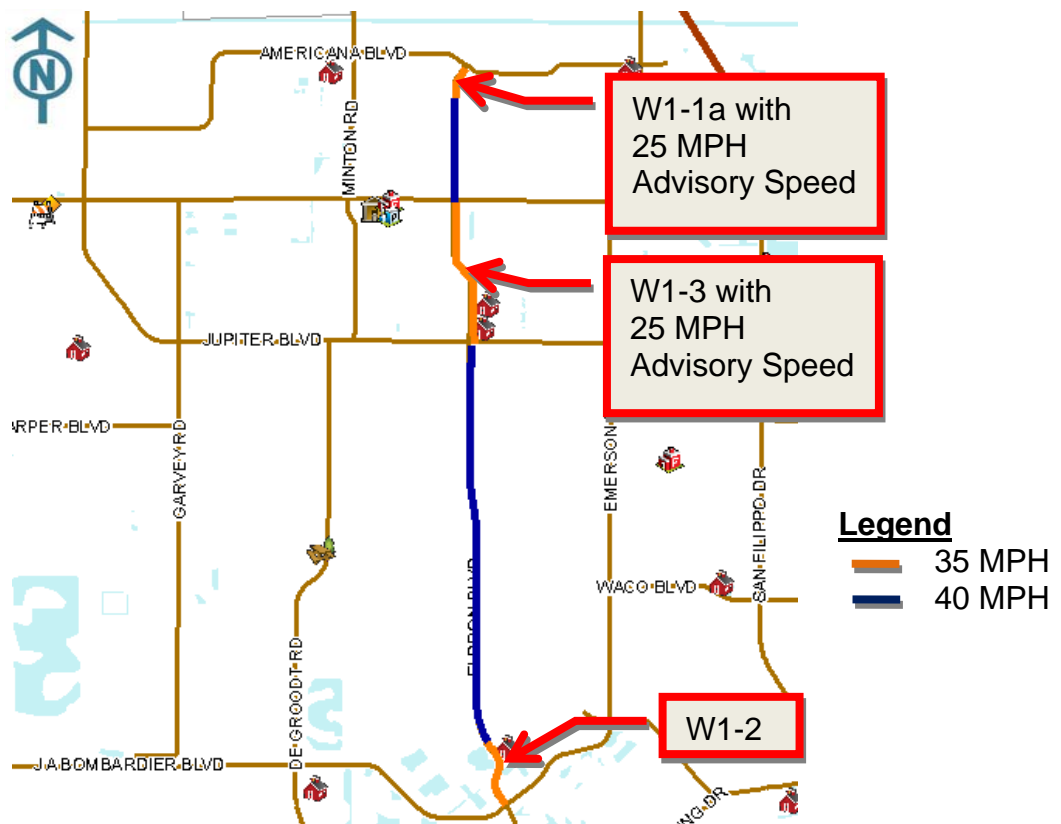 N
AMERICANA BLVD
MINTON RD
W1-1a with
25 MPH
Advisory Speed
W1-3 with
25 MPH
Advisory Speed
JUPITER BLVD
ARPER BLVD
GARVEY RD
EMERSON
SAN FILIPPO DR
Legend
35 MPH
40 MPH
WACO BLVD
DE GROODT RD
W1-2
J A BOMBARDIER BLVD
NG DR